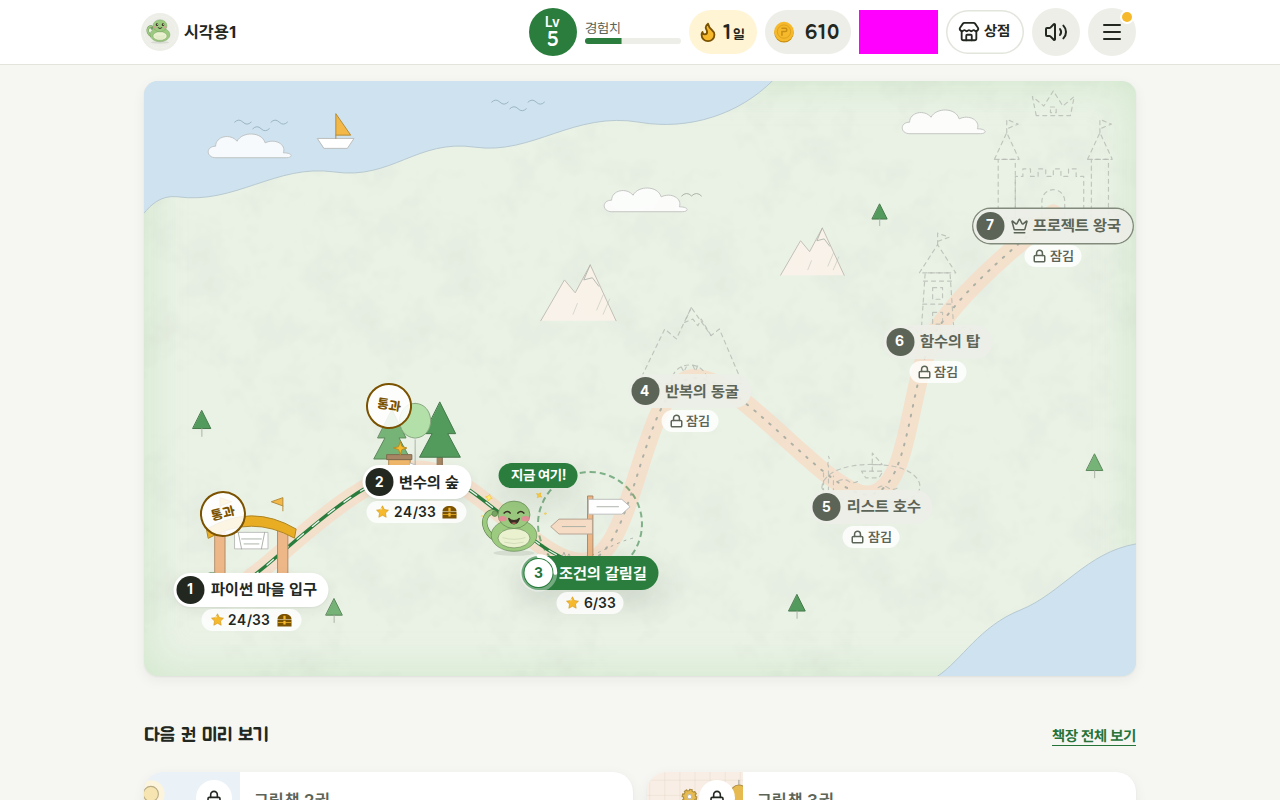 시각용1
Lv
5
경험치
1일
610
상점
7 프로젝트 왕국
잠김
6 함수의 탑
잠김
4 반복의 동굴
잠김
통과
2 변수의 숲
24/33
지금 여기!
5 리스트 호수
잠김
통과
3 조건의 갈림길
6/33
1 파이썬 마을 입구
24/33
다음 권 미리 보기
책장 전체 보기